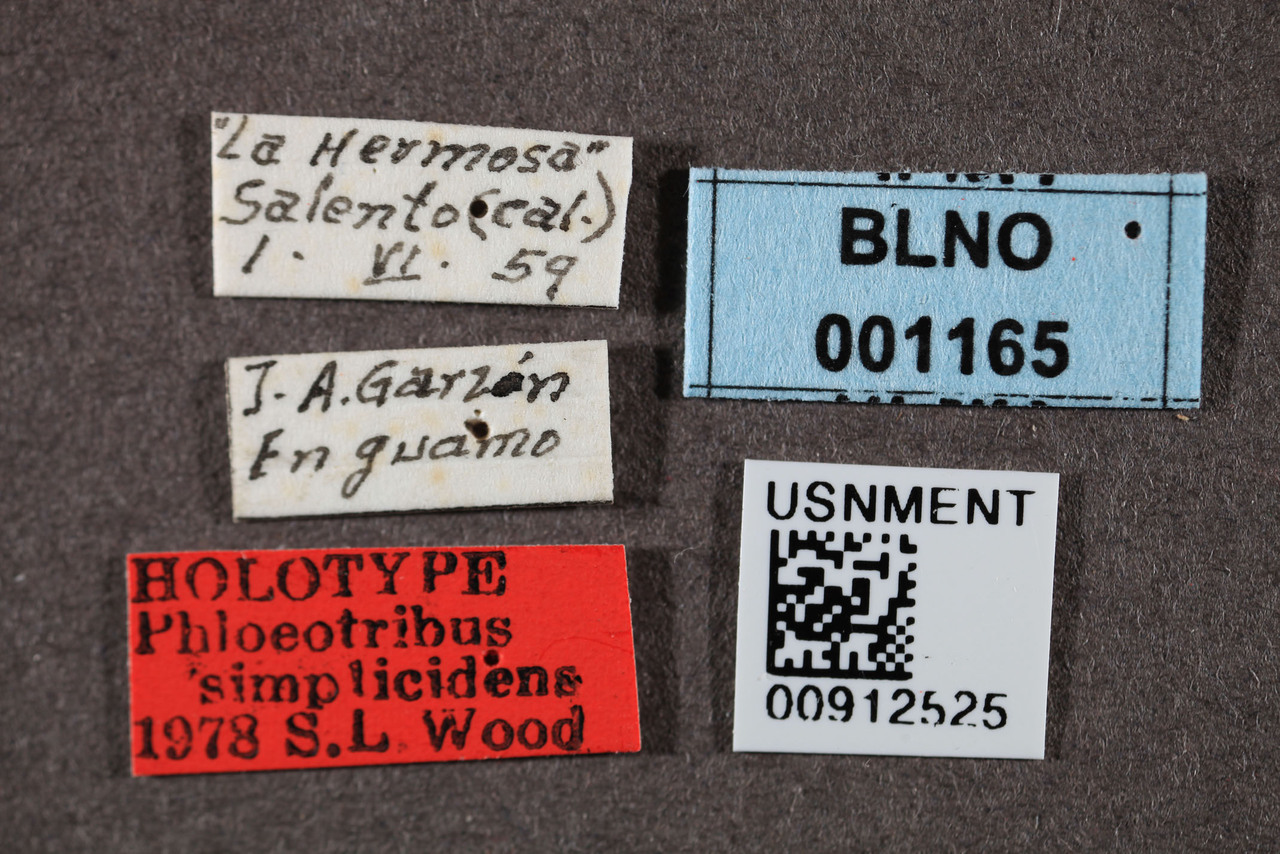 "La Hermosa"
Salento (cal.)
1. VI. 59
J. A. Garzón
En guamo
HOLOTYPE
Phloeotribus
simplicidens
1978 S.L Wood
BLNO
001165
USNMENT
00912525